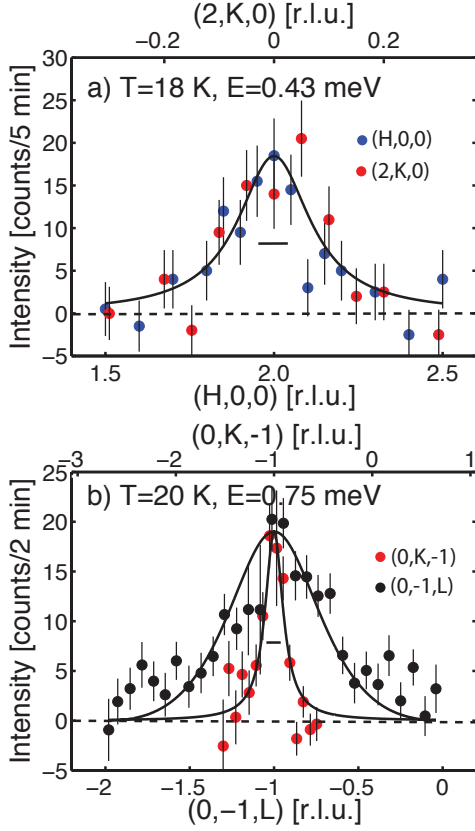 (2,K,0) [r.l.u.]
−0.2 0 0.2
30
25
20
15
10
5
0
−5
Intensity [counts/5 min]
a) T=18 K, E=0.43 meV
(H,0,0)
(2,K,0)
1.5 2.0 2.5
(H,0,0) [r.l.u.]
(0,K,-1) [r.l.u.]
−3 −2 −1 0 1
25
20
15
10
5
0
−5
Intensity [counts/2 min]
b) T=20 K, E=0.75 meV
(0,K,-1)
(0,-1,L)
−2 −1.5 −1 −0.5 0
(0,-1,L) [r.l.u.]